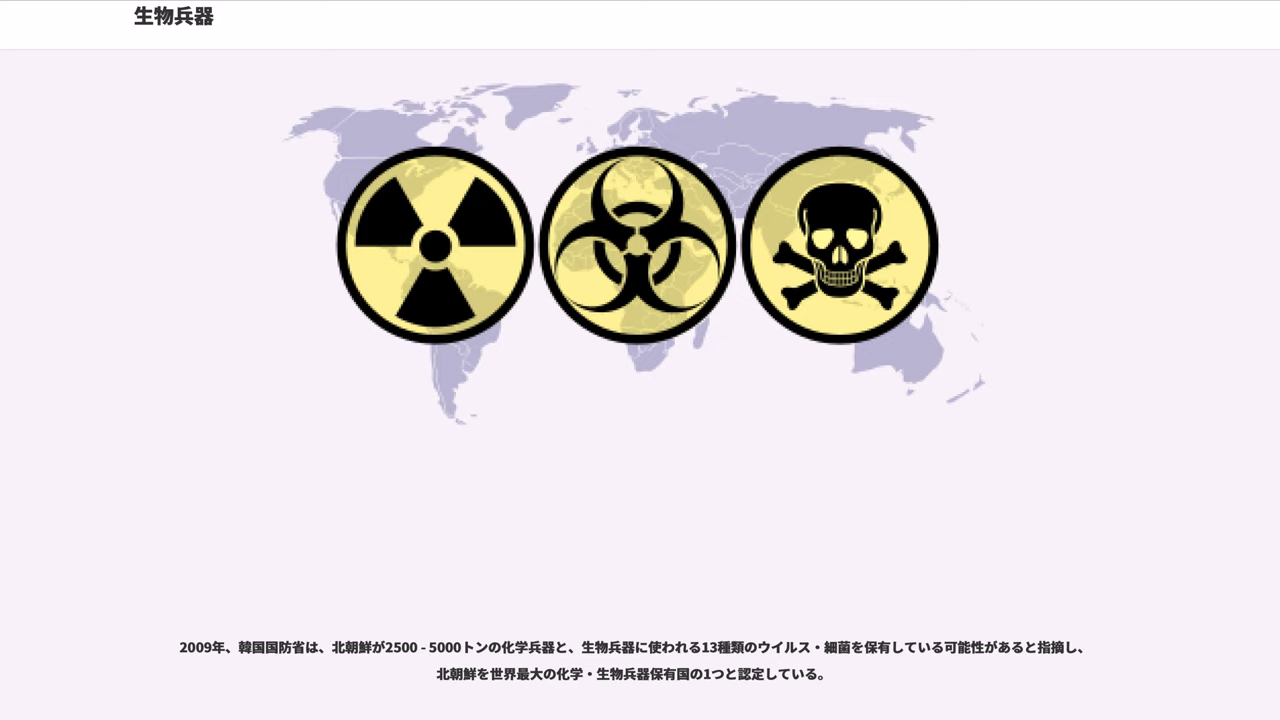 生物兵器
2009年、韓国国防省は、北朝鮮が2500 - 5000トンの化学兵器と、生物兵器に使われる13種類のウイルス・細菌を保有している可能性があると指摘し、
北朝鮮を世界最大の化学・生物兵器保有国の1つと認定している。